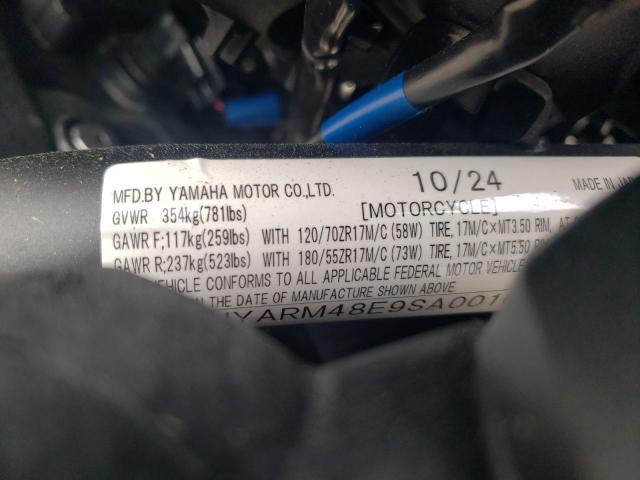 MFD.BY YAMAHA MOTOR CO.,LTD. 10/24 MADE IN
GVWR 354kg(781lbs) [MOTORCYCLE]
GAWR F;117kg(259lbs) WITH 120/70ZR17M/C (58W) TIRE, 17M/C×MT3.50 RIM, AT
GAWR R;237kg(523lbs) WITH 180/55ZR17M/C (73W) TIRE, 17M/C×MT5.50
VEHICLE CONFORMS TO ALL APPLICABLE FEDERAL MOTOR VEHICLE
THE DATE OF MANUFACTURE SHOWN ABOVE
YARM48E9SA001